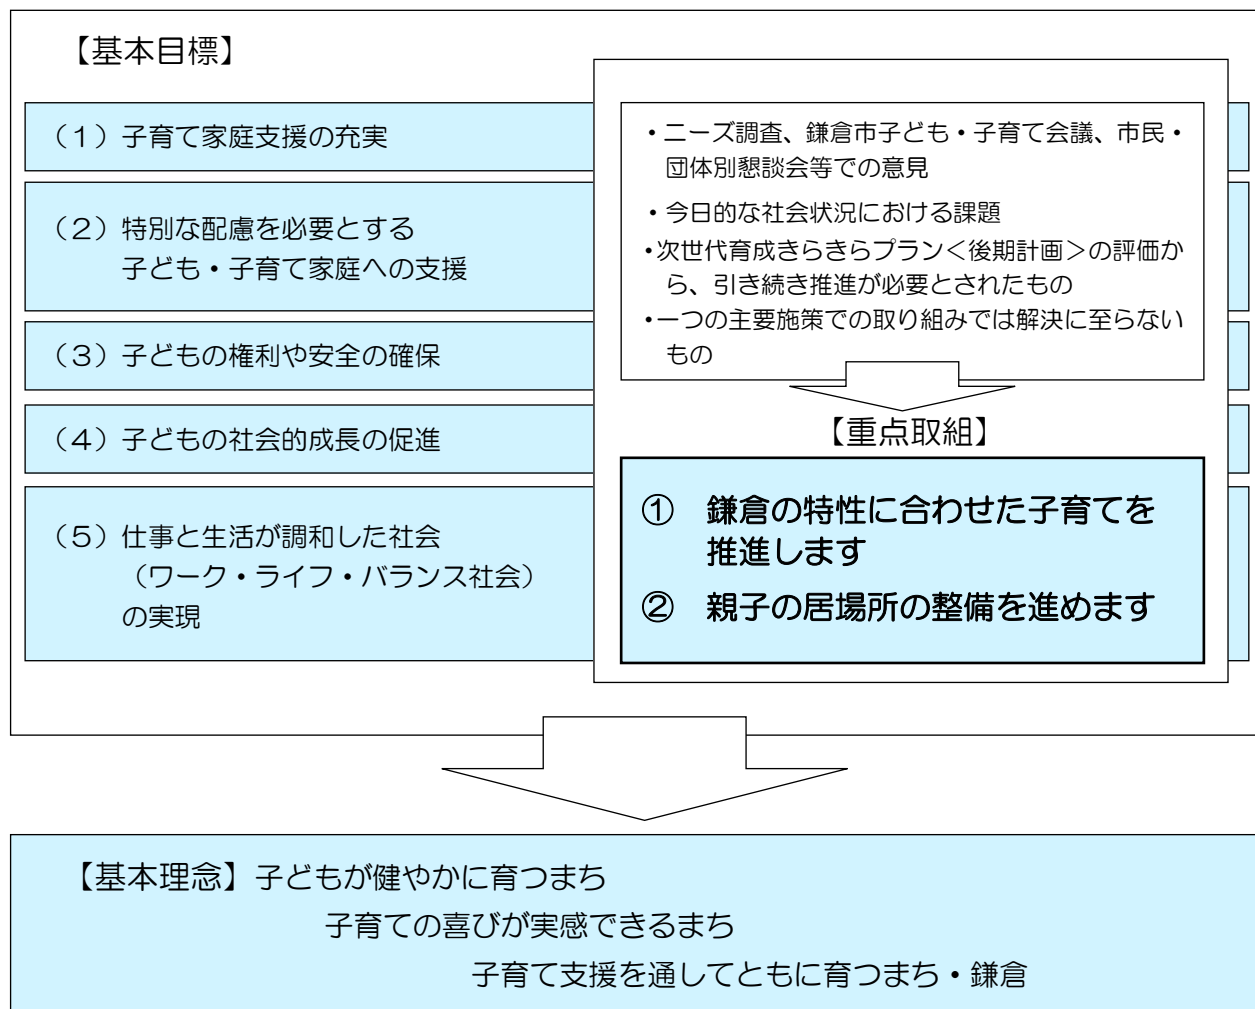 【基本目標】
（１）子育て家庭支援の充実
（２）特別な配慮を必要とする
子ども・子育て家庭への支援
（３）子どもの権利や安全の確保
（４）子どもの社会的成長の促進
（５）仕事と生活が調和した社会
（ワーク・ライフ・バランス社会）
の実現
・ニーズ調査、鎌倉市子ども・子育て会議、市民・
団体別懇談会等での意見
・今日的な社会状況における課題
・次世代育成きらきらプラン＜後期計画＞の評価か
ら、引き続き推進が必要とされたもの
・一つの主要施策での取り組みでは解決に至らない
もの
【重点取組】
①　鎌倉の特性に合わせた子育てを
推進します
②　親子の居場所の整備を進めます
【基本理念】子どもが健やかに育つまち
子育ての喜びが実感できるまち
子育て支援を通してともに育つまち・鎌倉